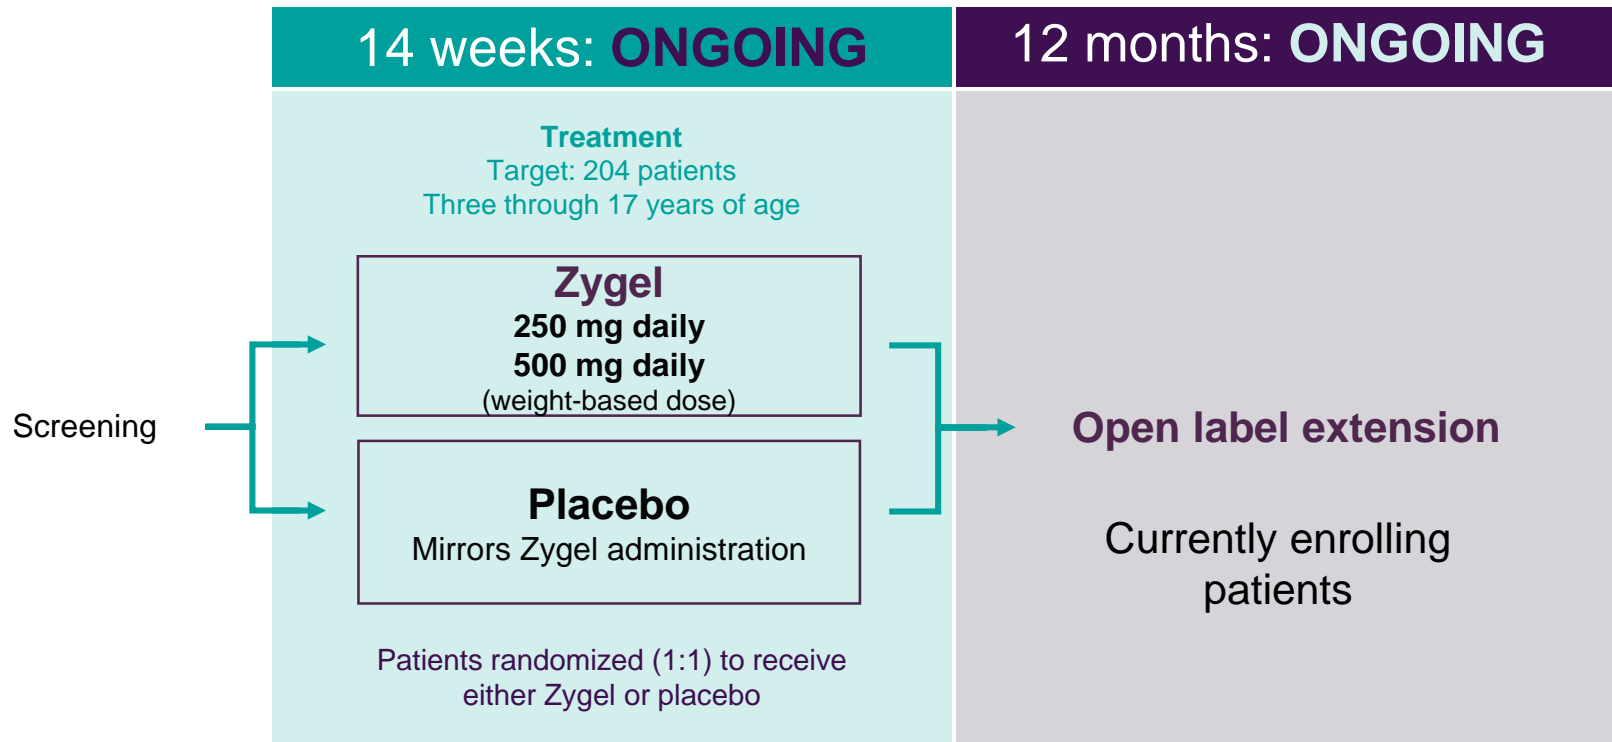 14 weeks: ONGOING
12 months: ONGOING
Treatment
Target: 204 patients
Three through 17 years of age
Zygel
250 mg daily
500 mg daily
(weight-based dose)
Screening
Placebo
Mirrors Zygel administration
Patients randomized (1:1) to receive
either Zygel or placebo
Open label extension
Currently enrolling
patients